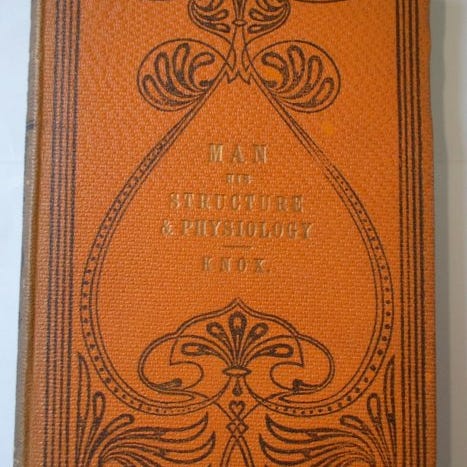 MAN
HIS
STRUCTURE
& PHYSIOLOGY
KNOX.